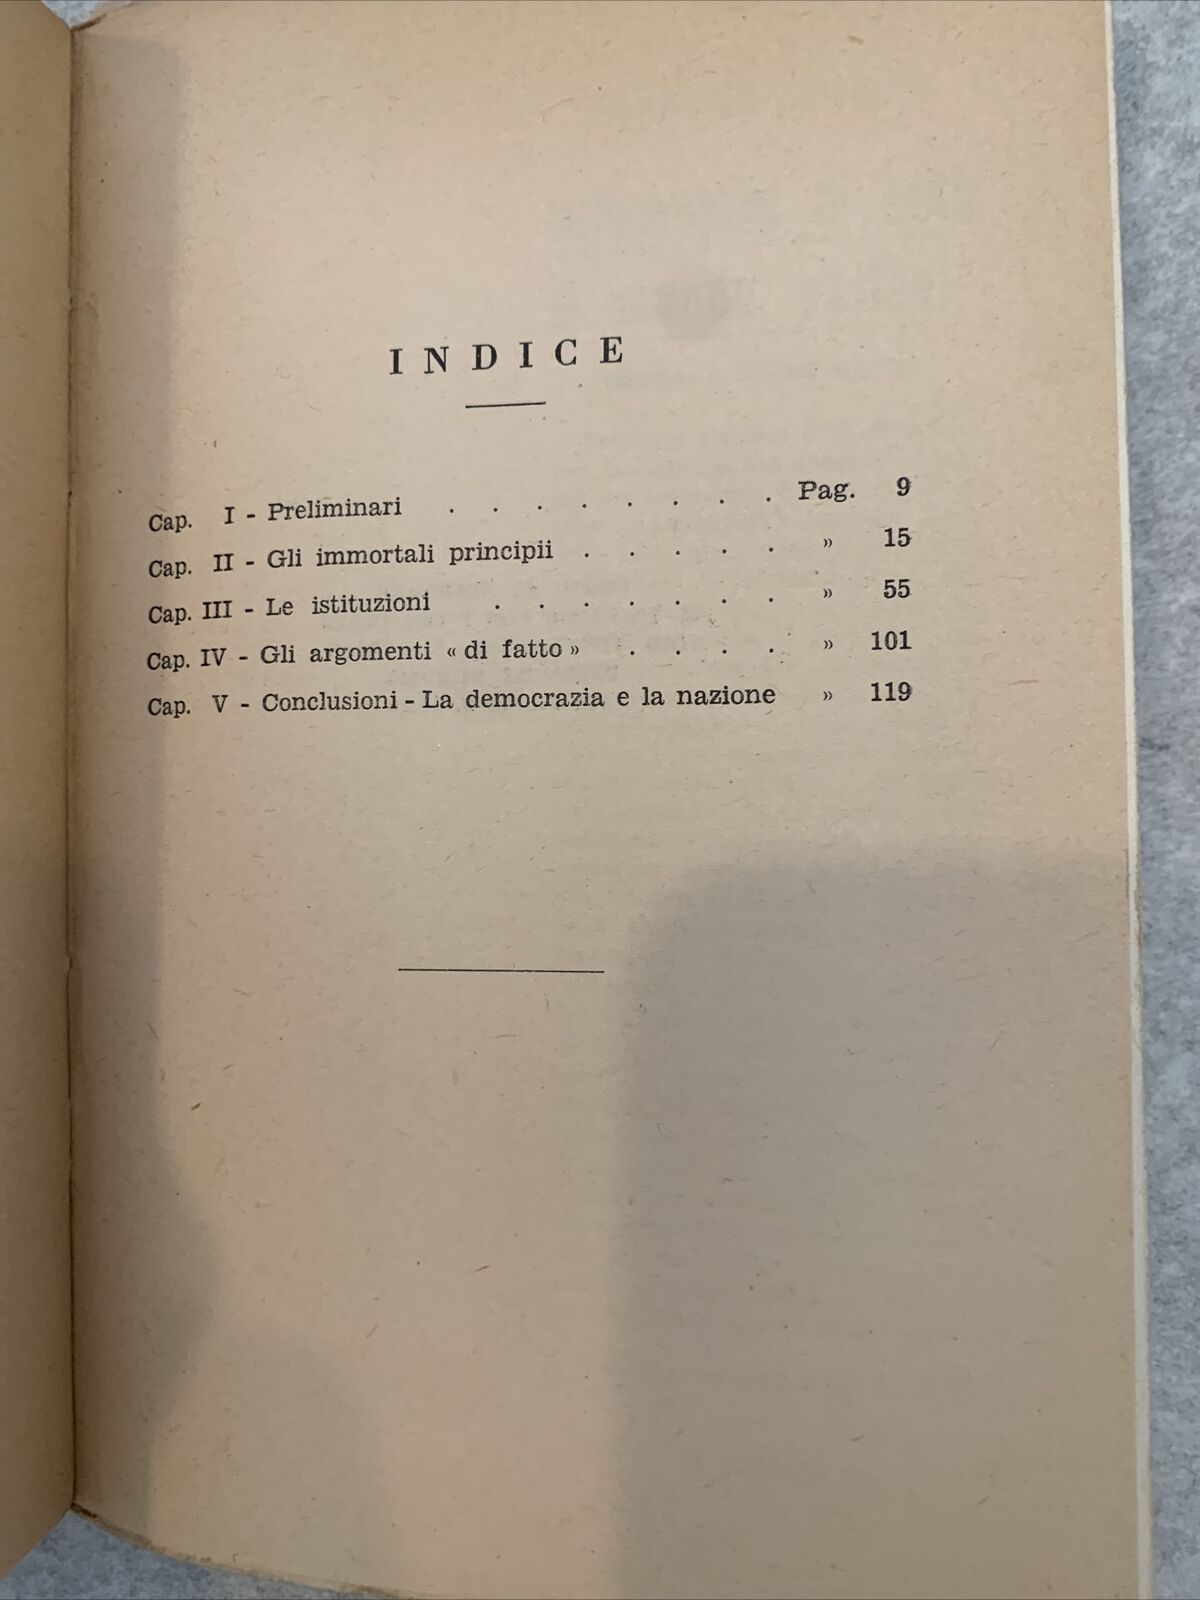 INDICE
Cap. I - Preliminari . . . . . . . . Pag. 9
Cap. II - Gli immortali principii . . . . . » 15
Cap. III - Le istituzioni . . . . . . . » 55
Cap. IV - Gli argomenti « di fatto » . . . . » 101
Cap. V - Conclusioni - La democrazia e la nazione » 119